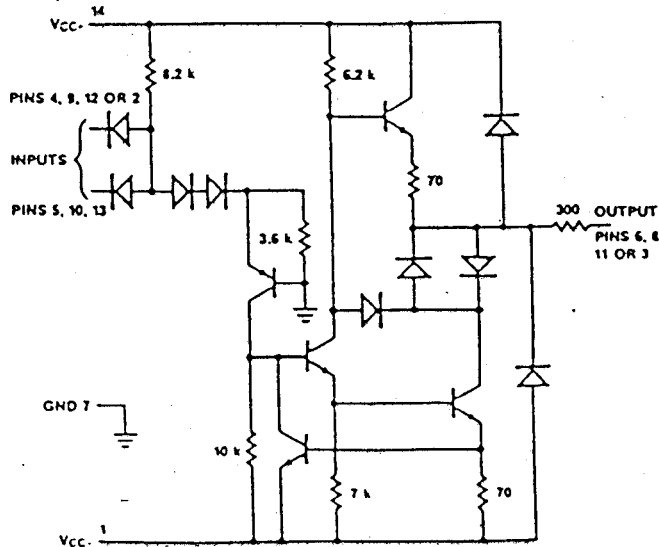 14
VCC+
8.2 k
6.2 k
PINS 4, 9, 12 OR 2
INPUTS
PINS 5, 10, 13
70
3.6 k
300 OUTPUT
PINS 6, 8
11 OR 3
GND 7
10 k
7 k
70
1
VCC-